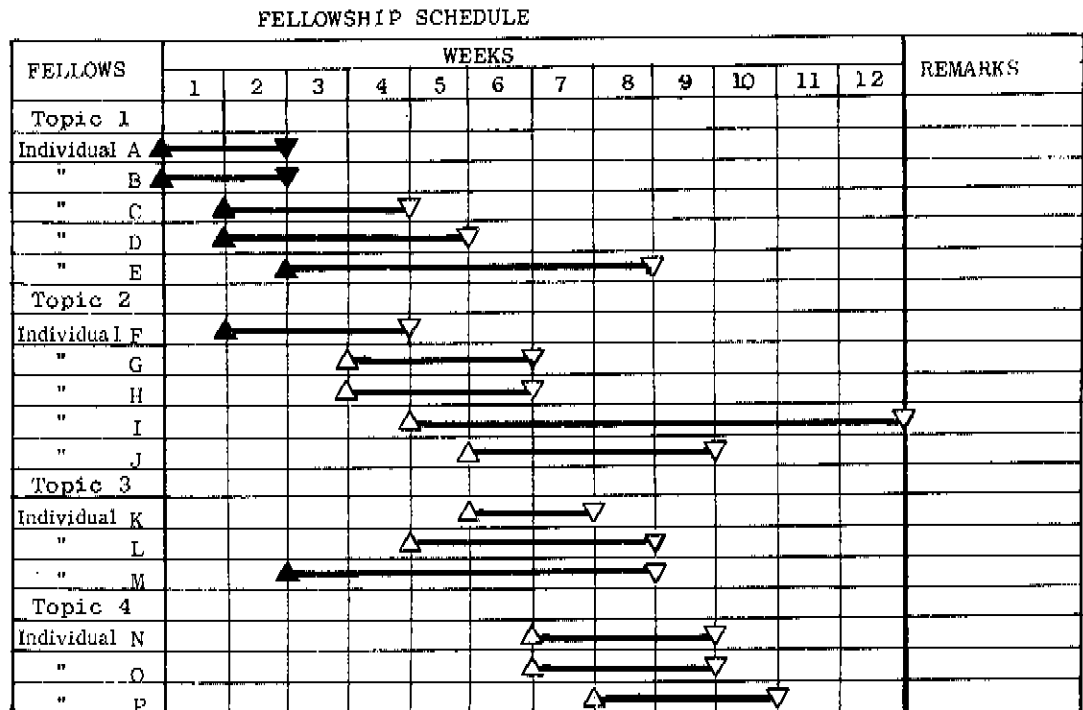 FELLOWSHIP SCHEDULE
FELLOWS WEEKS REMARKS
1 2 3 4 5 6 7 8 9 10 11 12
Topic 1
Individual A
" B
" C
" D
" E
Topic 2
Individual F
" G
" H
" I
" J
Topic 3
Individual K
" L
" M
Topic 4
Individual N
" O
" P